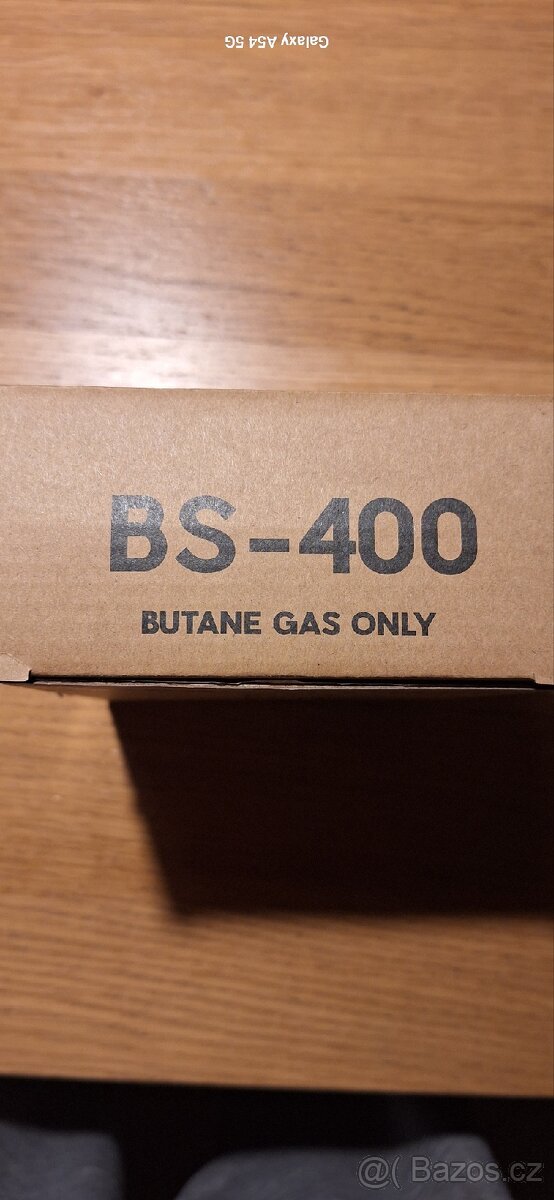 Galaxy A54 5G
BS-400
BUTANE GAS ONLY
@( Bazos.cz